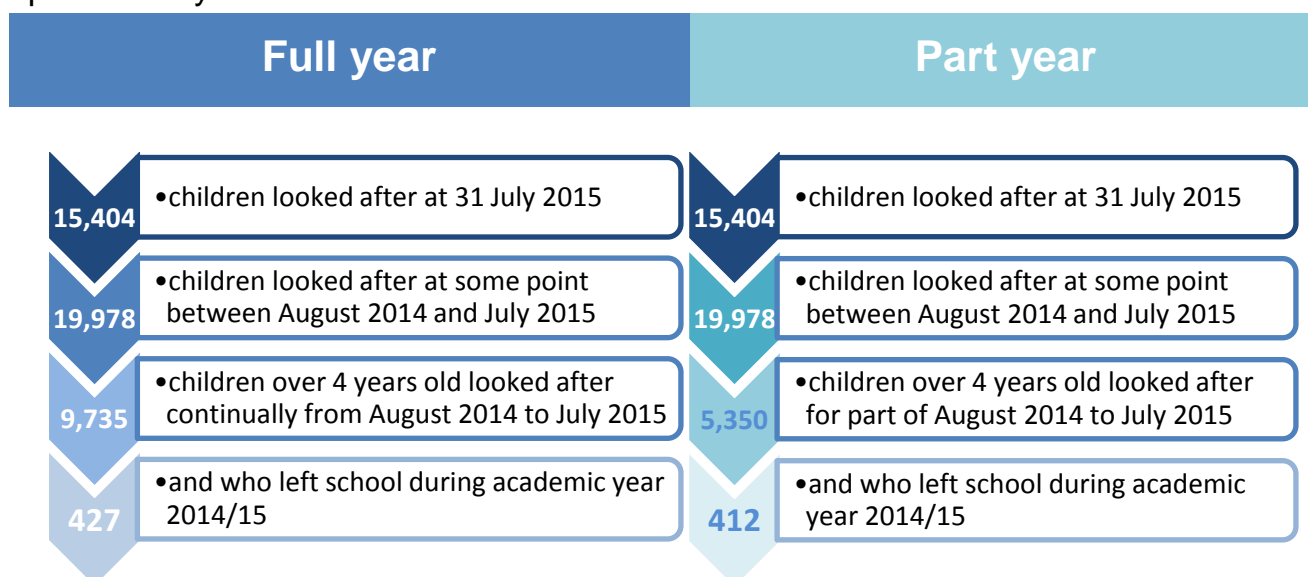 Full year
Part year
15,404
•children looked after at 31 July 2015
19,978
•children looked after at some point
between August 2014 and July 2015
9,735
•children over 4 years old looked after
continually from August 2014 to July 2015
427
•and who left school during academic year
2014/15
15,404
•children looked after at 31 July 2015
19,978
•children looked after at some point
between August 2014 and July 2015
5,350
•children over 4 years old looked after
for part of August 2014 to July 2015
412
•and who left school during academic
year 2014/15